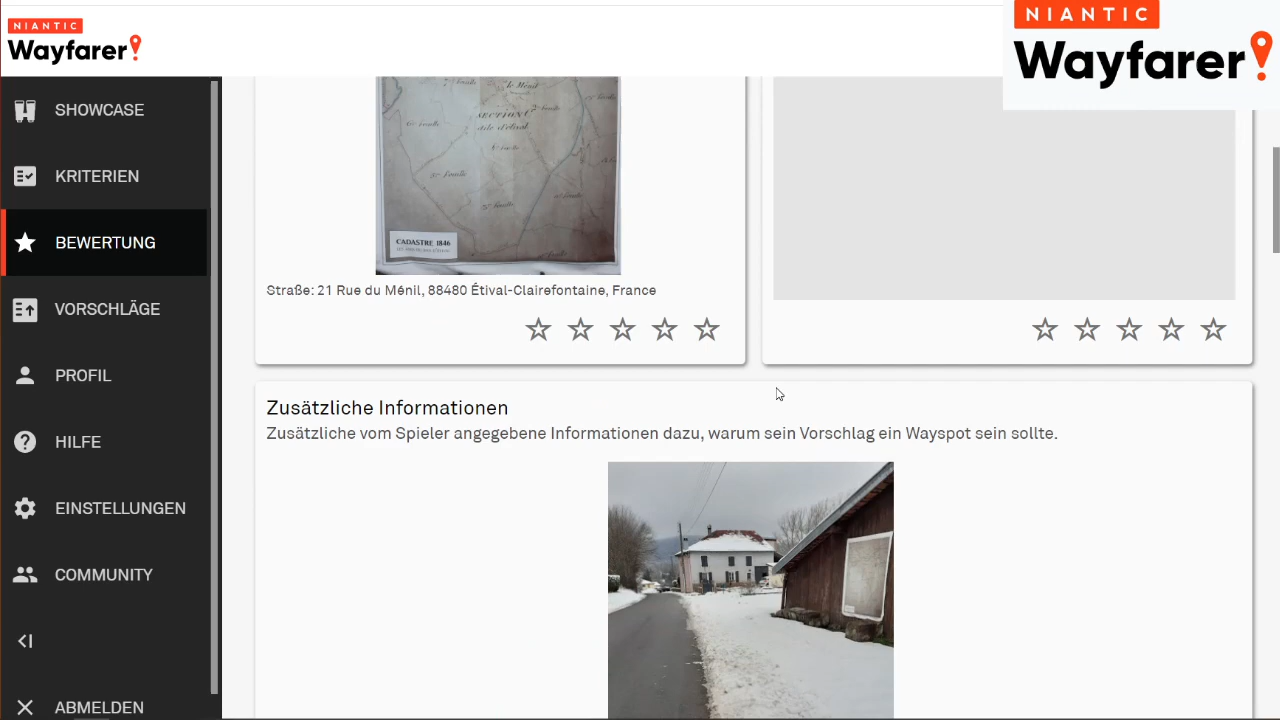 NIANTIC
Wayfarer!
NIANTIC
Wayfarer!
SHOWCASE
KRITERIEN
BEWERTUNG
VORSCHLÄGE
PROFIL
HILFE
EINSTELLUNGEN
COMMUNITY
ABMELDEN
le Ménil
SECTION C
CADASTRE 1846
Straße: 21 Rue du Ménil, 88480 Étival-Clairefontaine, France
Zusätzliche Informationen
Zusätzliche vom Spieler angegebene Informationen dazu, warum sein Vorschlag ein Wayspot sein sollte.